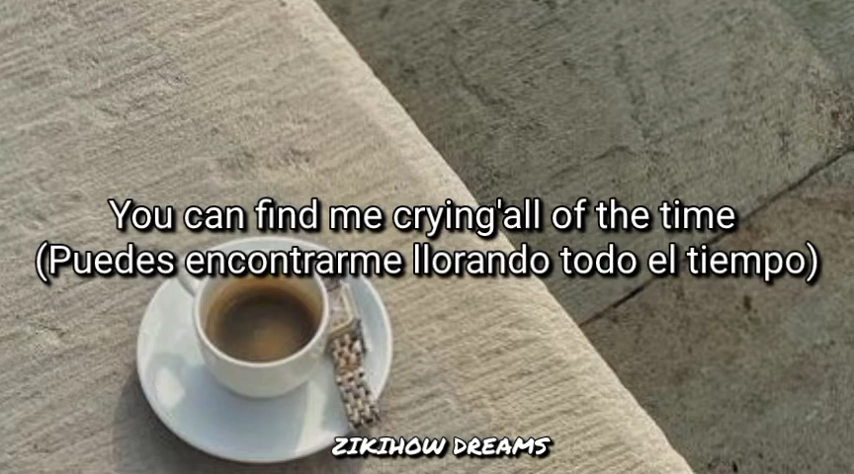 You can find me crying'all of the time
(Puedes encontrarme llorando todo el tiempo)
ZIKIHOW DREAMS